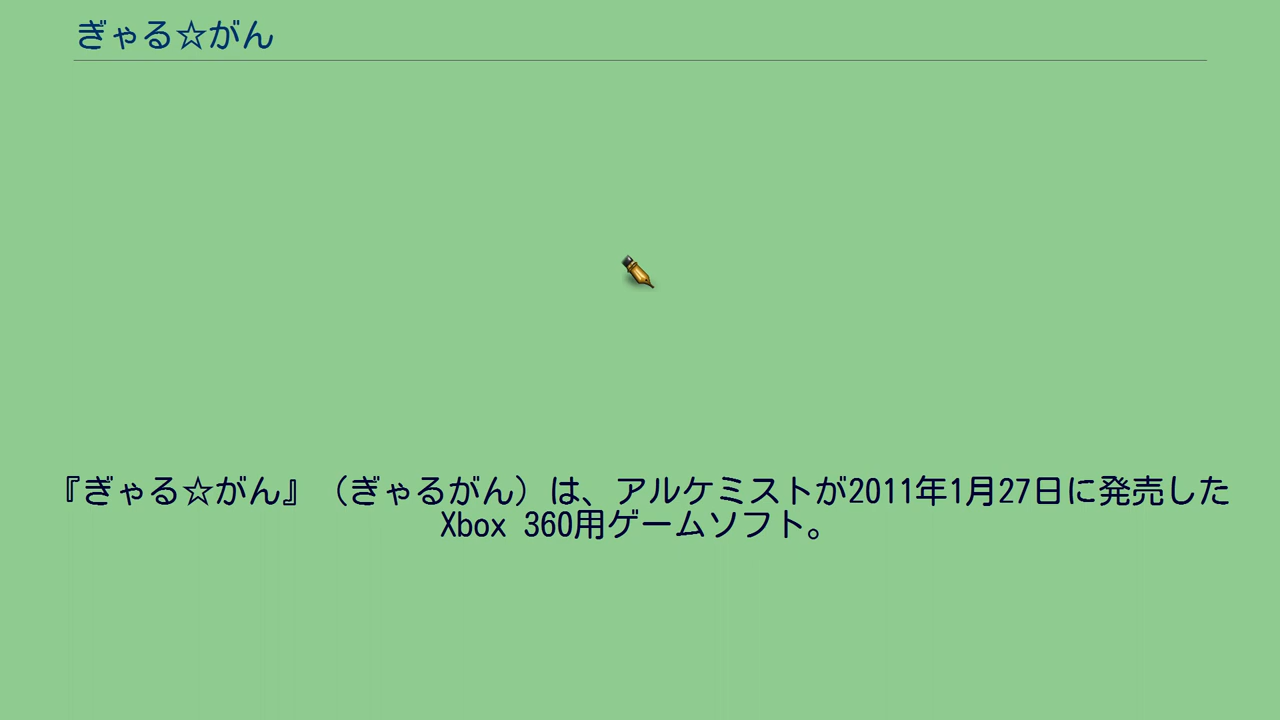 ぎゃる☆がん
『ぎゃる☆がん』（ぎゃるがん）は、アルケミストが2011年1月27日に発売した
Xbox 360用ゲームソフト。